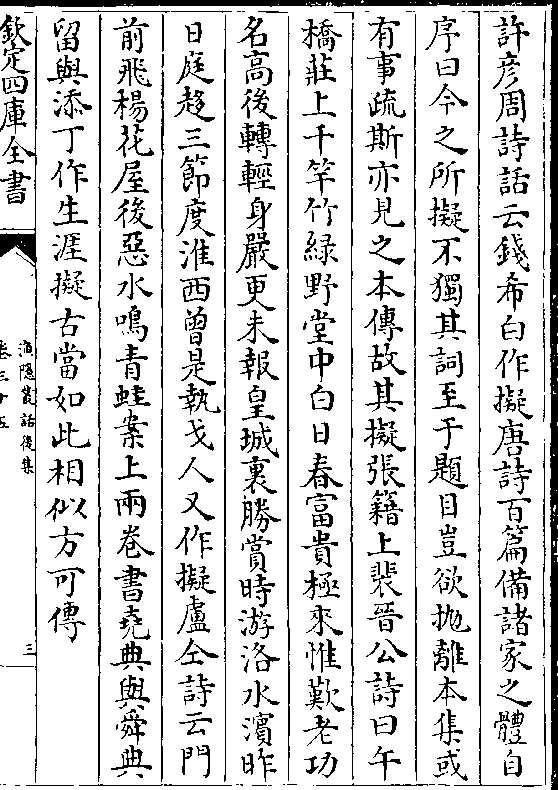 許彥周詩話云錢希白作擬唐詩百篇備諸家之體自
序曰今之所擬不獨其詞至于題目豈欲拋離本集或
有事疏斯亦見之本傳故其擬張籍上裴晉公詩曰午
橋莊上千竿竹綠野堂中白日春富貴極來惟歎老功
名高後轉輕身嚴更未報皇城裏勝賞時游洛水濵昨
日庭趍三節度淮西曾是執戈人又作擬盧仝詩云門
前飛楊花屋後惡水鳴青蛙案上兩卷書堯典與舜典
留與添丁作生涯擬古當如此相似方可傳
欽定四庫全書
漁隱叢話後集
卷三十五
三